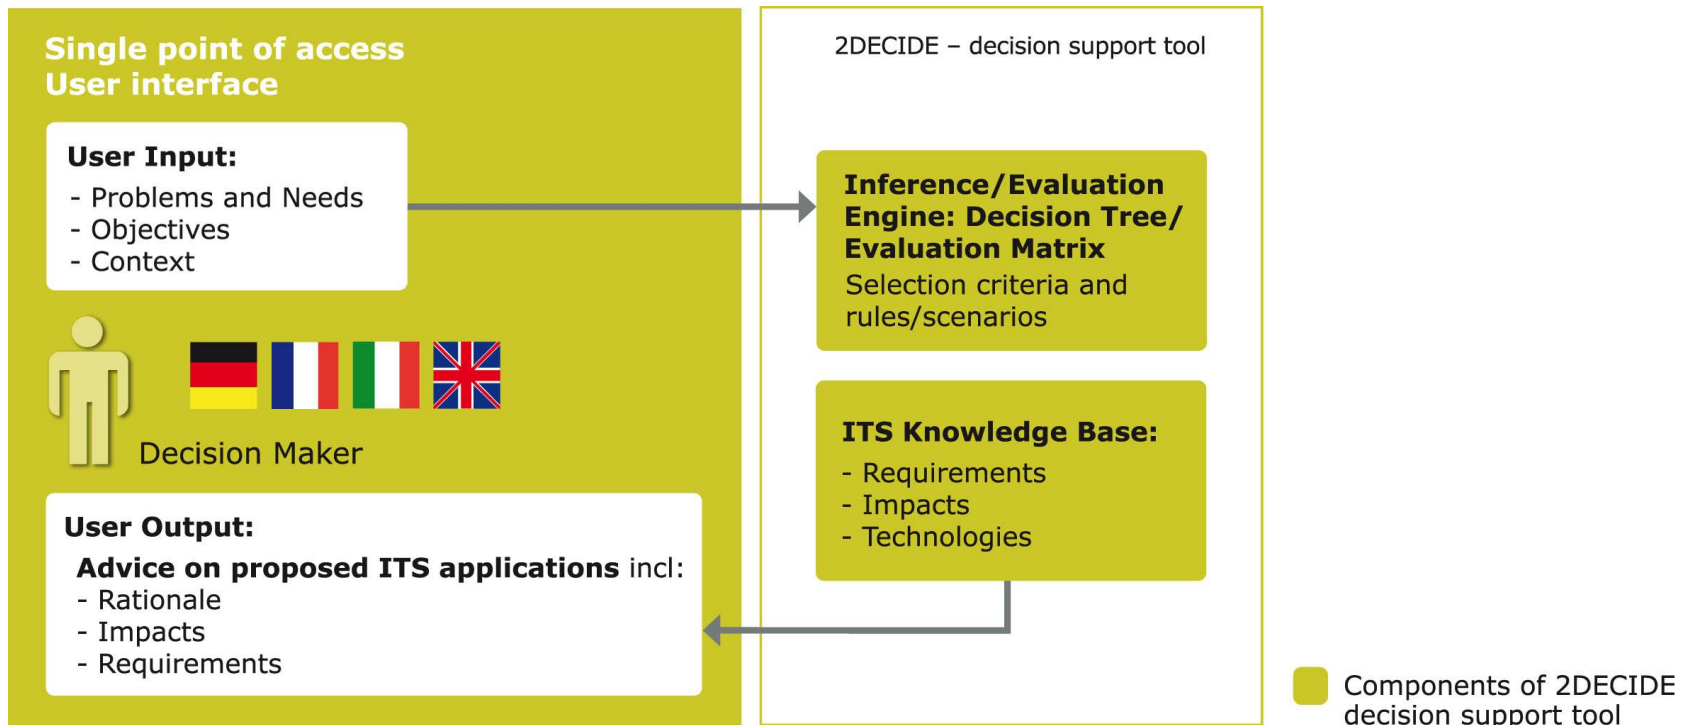 Single point of access
User interface
User Input:
- Problems and Needs
- Objectives
- Context
Decision Maker
User Output:
Advice on proposed ITS applications incl:
- Rationale
- Impacts
- Requirements
2DECIDE – decision support tool
Inference/Evaluation
Engine: Decision Tree/
Evaluation Matrix
Selection criteria and
rules/scenarios
ITS Knowledge Base:
- Requirements
- Impacts
- Technologies
Components of 2DECIDE
decision support tool